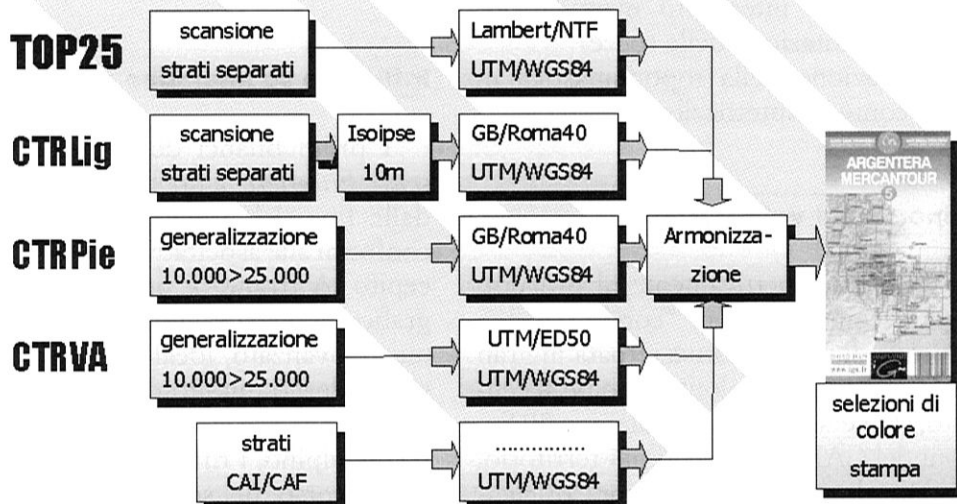 TOP25
scansione
strati separati
Lambert/NTF
UTM/WGS84
CTRLig
scansione
strati separati
Isoipse
10m
GB/Roma40
UTM/WGS84
CTRPie
generalizzazione
10.000>25.000
GB/Roma40
UTM/WGS84
Armonizza-
zione
CTRVA
generalizzazione
10.000>25.000
UTM/ED50
UTM/WGS84
strati
CAI/CAF
...............
UTM/WGS84
ARGENTERA
MERCANTOUR
5
selezioni di
colore
stampa